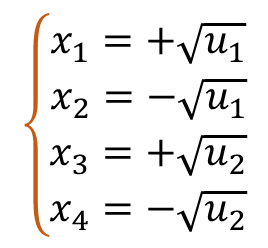 x₁ = +√u₁
x₂ = −√u₁
x₃ = +√u₂
x₄ = −√u₂